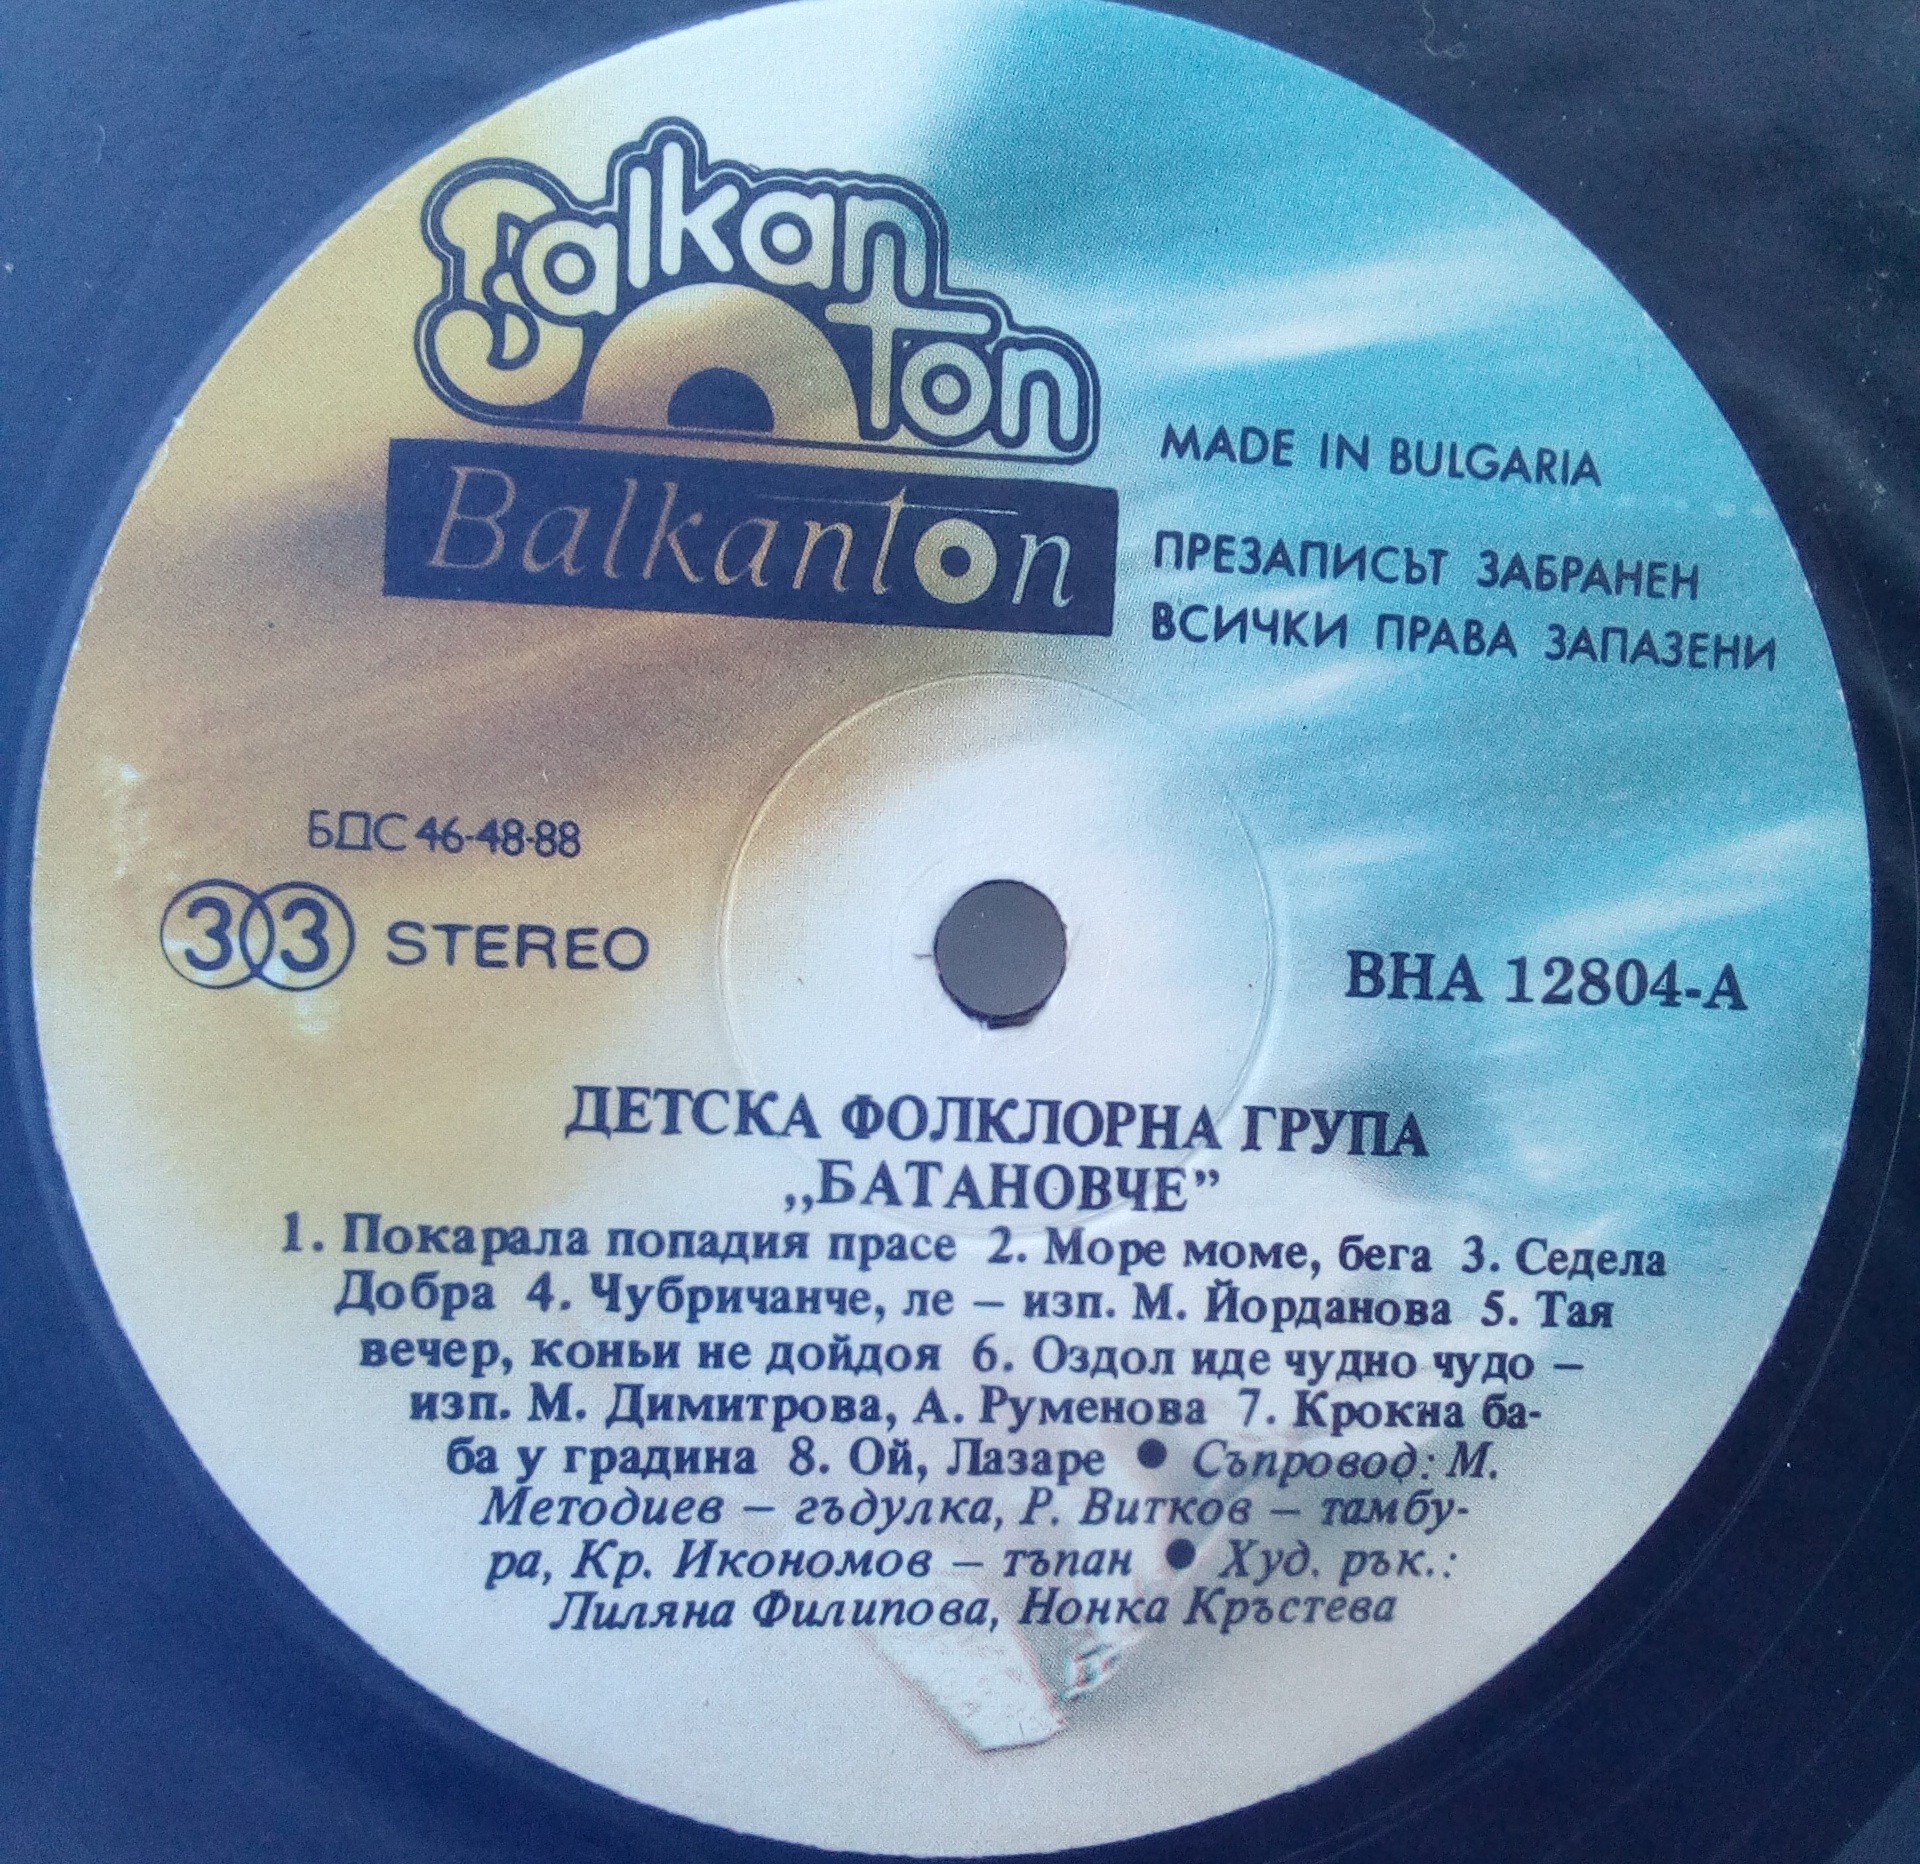 Balkan
ton
Balkanton
MADE IN BULGARIA
ПРЕЗАПИСЪТ ЗАБРАНЕН
ВСИЧКИ ПРАВА ЗАПАЗЕНИ
БДС 46-48-88
33 STEREO
ВНА 12804-А
ДЕТСКА ФОЛКЛОРНА ГРУПА
„БАТАНОВЧЕ”
1. Покарала попадия прасе 2. Море моме, бега 3. Седела
Добра 4. Чубричанче, ле – изп. М. Йорданова 5. Тая
вечер, коньи не дойдоя 6. Оздол иде чудно чудо –
изп. М. Димитрова, А. Руменова 7. Крокна ба-
ба у градина 8. Ой, Лазаре ● Съпровод: М.
Методиев – гъдулка, Р. Витков – тамбу-
ра, Кр. Икономов – тъпан ● Худ. рък.:
Лиляна Филипова, Нонка Кръстева